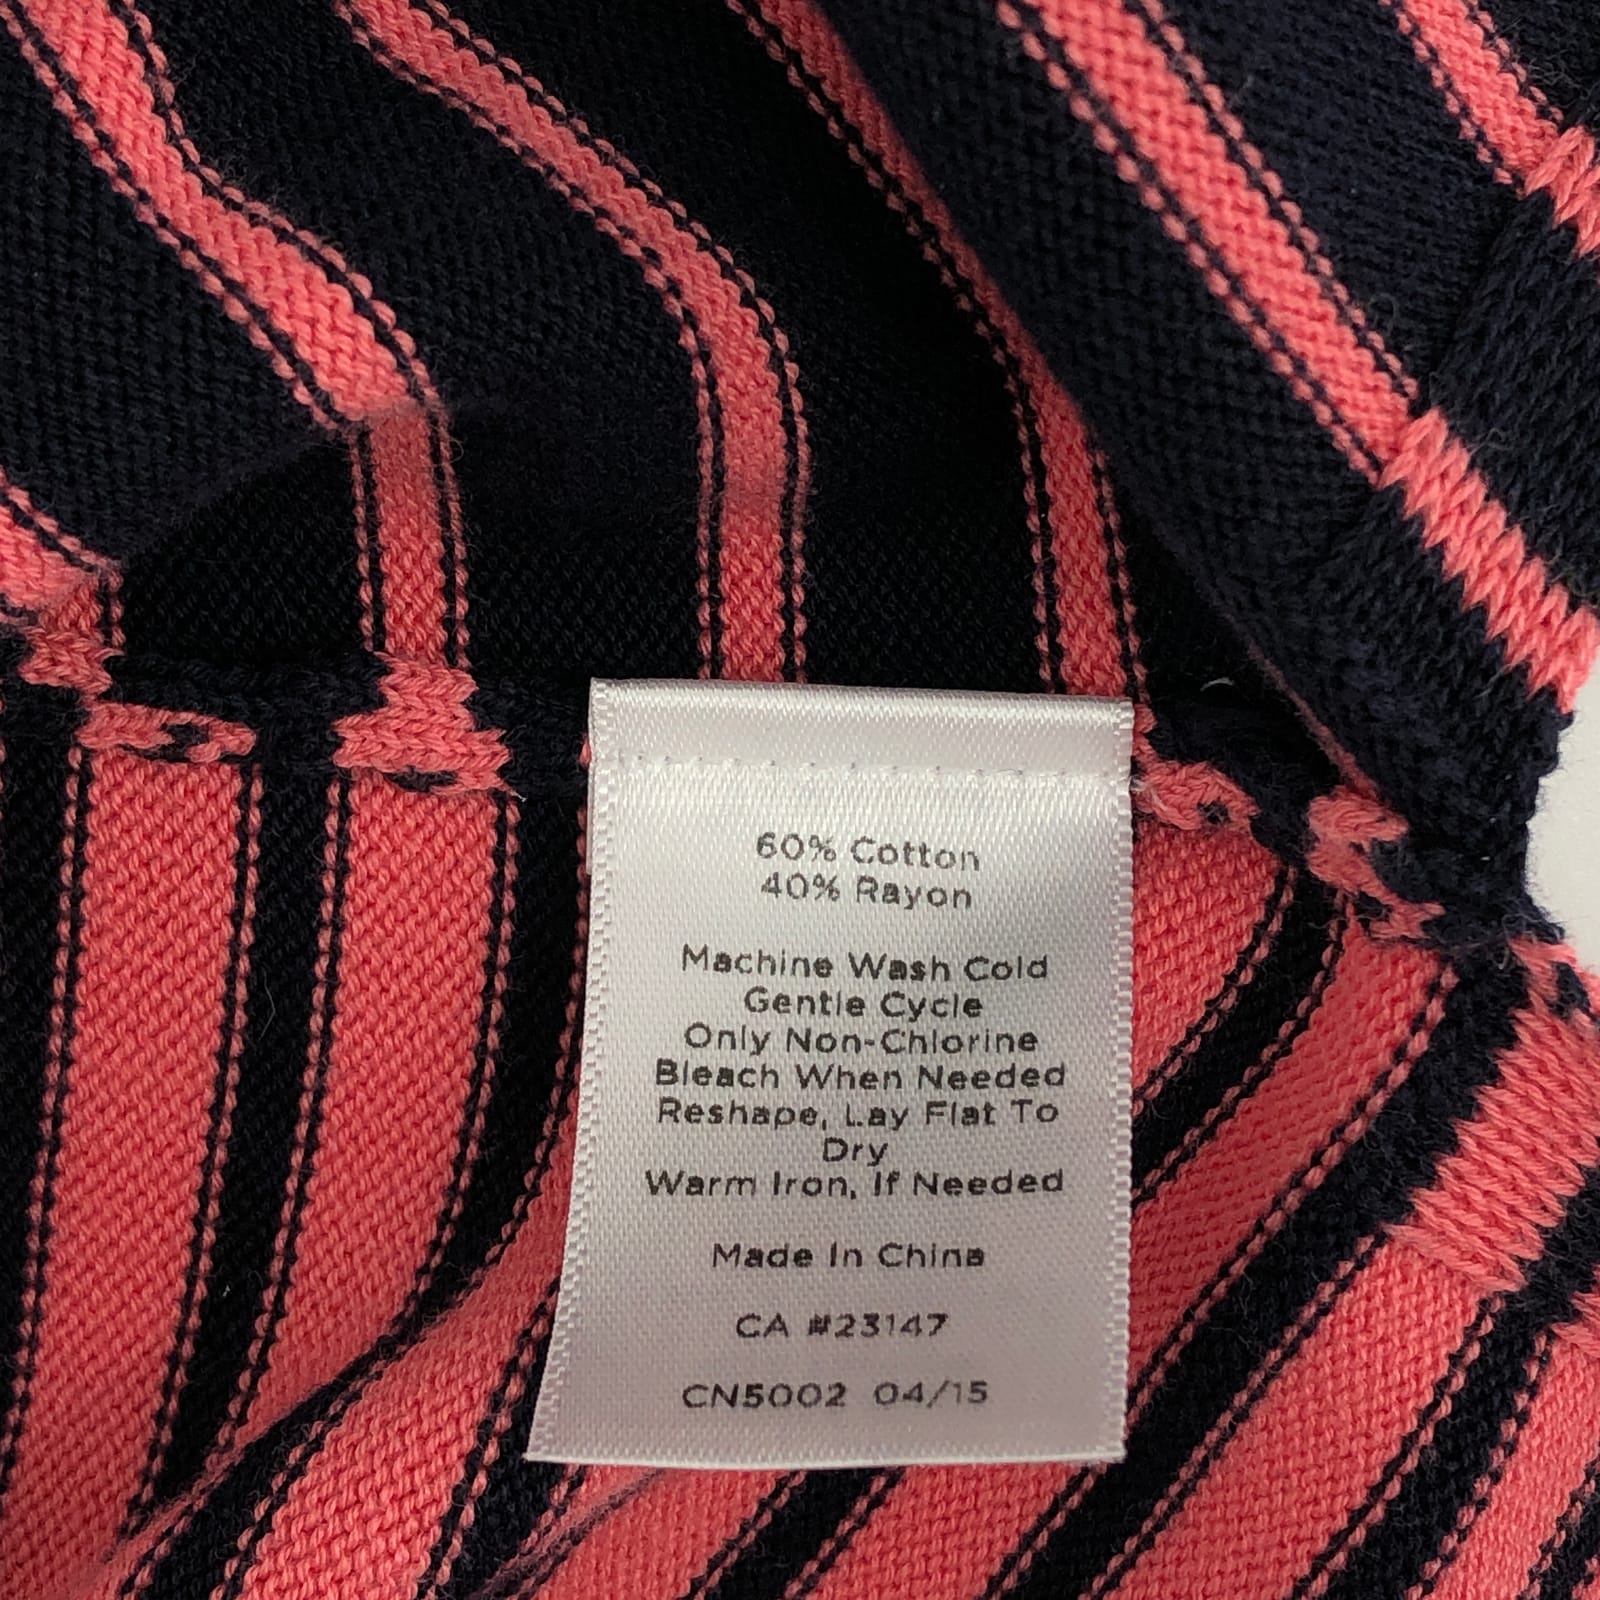 60% Cotton
40% Rayon
Machine Wash Cold
Gentle Cycle
Only Non-Chlorine
Bleach When Needed
Reshape, Lay Flat To
Dry
Warm Iron, If Needed
Made In China
CA #23147
CN5002 04/15